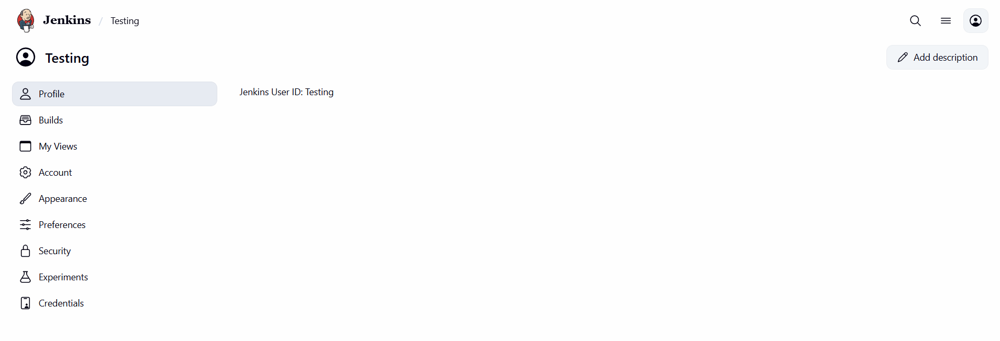 Jenkins / Testing
Testing
Add description
Profile
Jenkins User ID: Testing
Builds
My Views
Account
Appearance
Preferences
Security
Experiments
Credentials